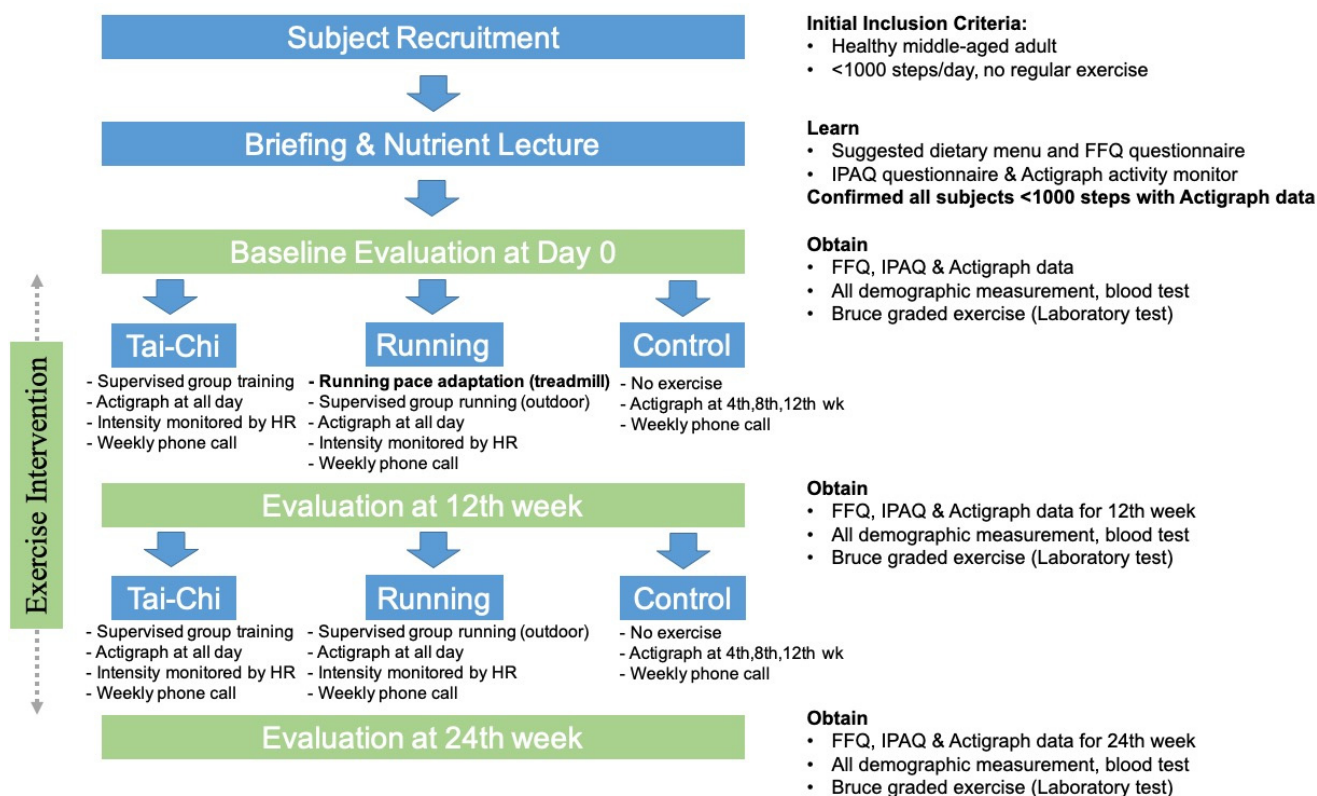 Subject Recruitment
Initial Inclusion Criteria:
• Healthy middle-aged adult
• <1000 steps/day, no regular exercise
Briefing & Nutrient Lecture
Learn
• Suggested dietary menu and FFQ questionnaire
• IPAQ questionnaire & Actigraph activity monitor
Confirmed all subjects <1000 steps with Actigraph data
Baseline Evaluation at Day 0
Obtain
• FFQ, IPAQ & Actigraph data
• All demographic measurement, blood test
• Bruce graded exercise (Laboratory test)
Exercise Intervention
Tai-Chi
- Supervised group training
- Actigraph at all day
- Intensity monitored by HR
- Weekly phone call
Running
- Running pace adaptation (treadmill)
- Supervised group running (outdoor)
- Actigraph at all day
- Intensity monitored by HR
- Weekly phone call
Control
- No exercise
- Actigraph at 4th,8th,12th wk
- Weekly phone call
Evaluation at 12th week
Obtain
• FFQ, IPAQ & Actigraph data for 12th week
• All demographic measurement, blood test
• Bruce graded exercise (Laboratory test)
Tai-Chi
- Supervised group training
- Actigraph at all day
- Intensity monitored by HR
- Weekly phone call
Running
- Supervised group running (outdoor)
- Actigraph at all day
- Intensity monitored by HR
- Weekly phone call
Control
- No exercise
- Actigraph at 4th,8th,12th wk
- Weekly phone call
Evaluation at 24th week
Obtain
• FFQ, IPAQ & Actigraph data for 24th week
• All demographic measurement, blood test
• Bruce graded exercise (Laboratory test)